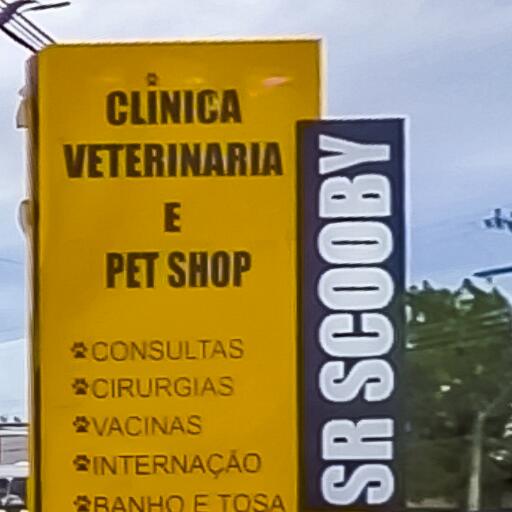 CLÍNICA
VETERINARIA
E
PET SHOP
CONSULTAS
CIRURGIAS
VACINAS
INTERNAÇÃO
BANHO E TOSA
SR SCOOBY